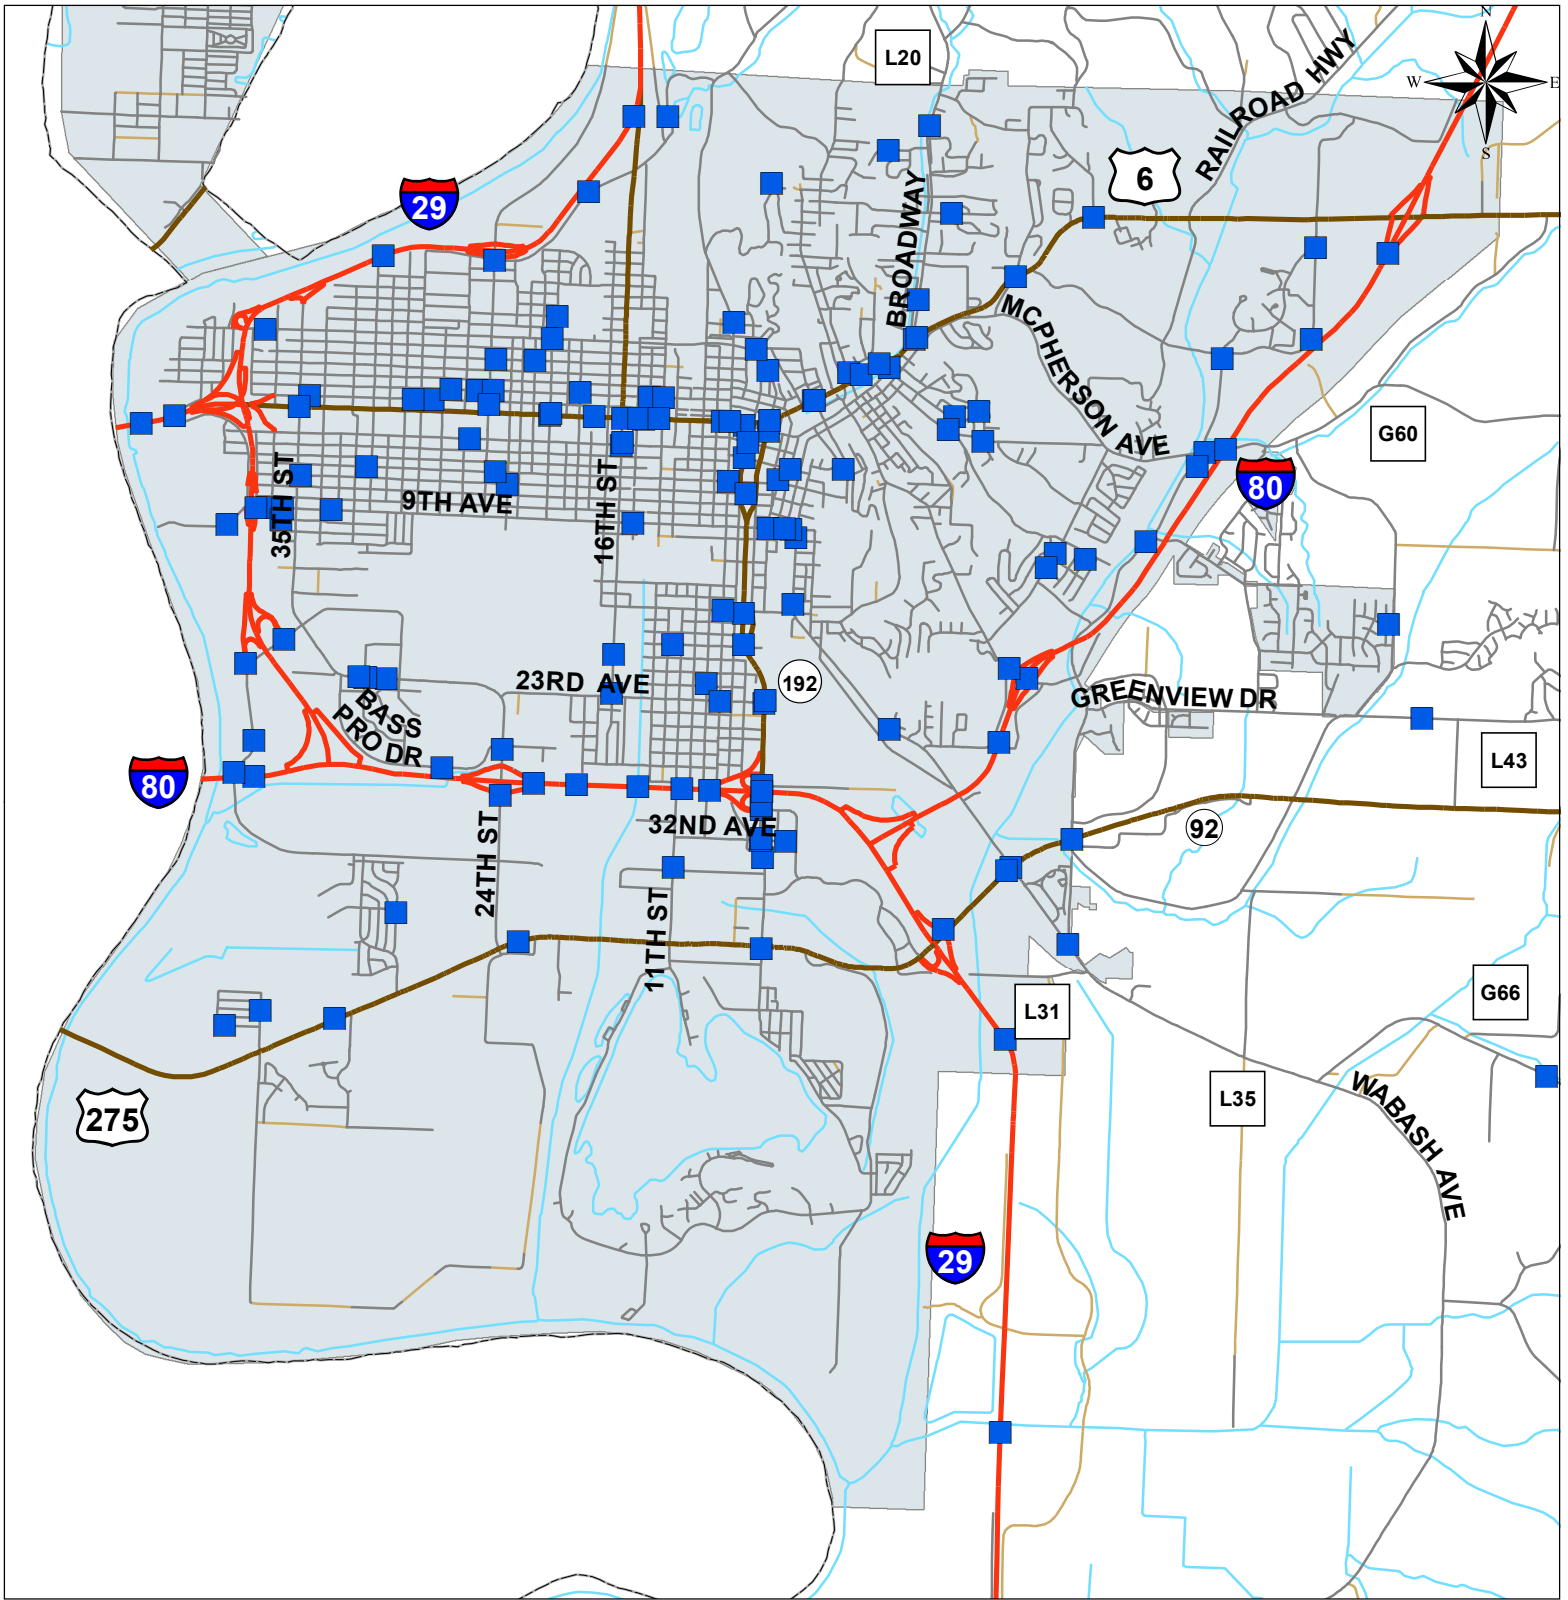 N
W
E
S
L20
RAILROAD HWY
6
29
BROADWAY
MCPHERSON AVE
G60
80
35TH ST
16TH ST
9TH AVE
192
23RD AVE
BASS
PRO DR
GREENVIEW DR
L43
80
32ND AVE
92
24TH ST
11TH ST
G66
L31
275
L35
WABASH AVE
29